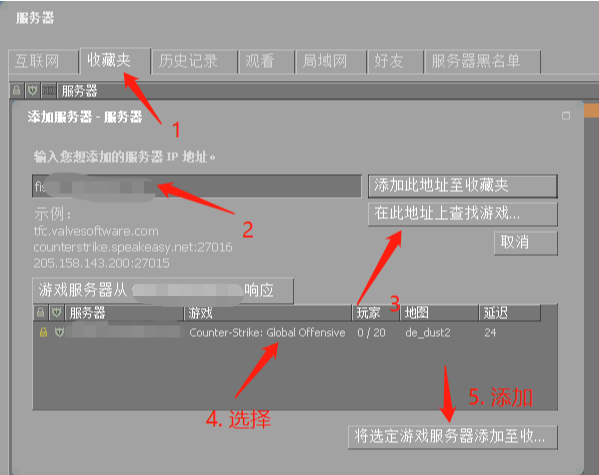 服务器
互联网 收藏夹 历史记录 观看 局域网 好友 服务器黑名单
服务器
添加服务器 - 服务器
1
输入您想添加的服务器 IP 地址。
fis
添加此地址至收藏夹
2
示例：
在此地址上查找游戏...
tfc.valvesoftware.com
counterstrike.speakeasy.net:27016
取消
205.158.143.200:27015
游戏服务器从 响应
3
服务器 游戏 玩家 地图 延迟
Counter-Strike: Global Offensive 0 / 20 de_dust2 24
4. 选择
5. 添加
将选定游戏服务器添加至收...